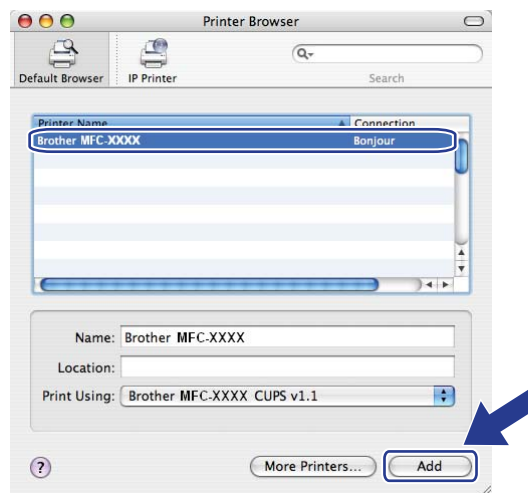 Printer Browser
Default Browser
IP Printer
Q
Search
Printer Name
Connection
Brother MFC-XXXX
Bonjour
Name: Brother MFC-XXXX
Location:
Print Using: Brother MFC-XXXX CUPS v1.1
?
More Printers...
Add